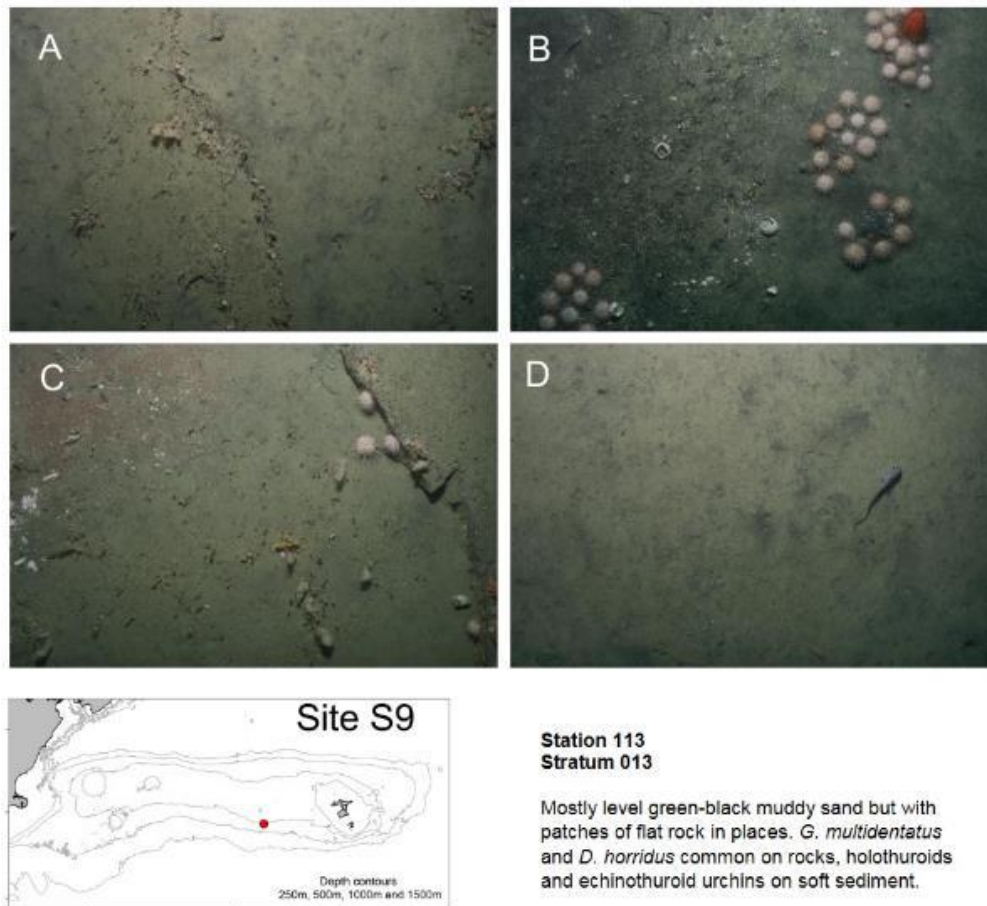 A
B
C
D
Site S9
Depth contours
250m, 500m, 1000m and 1500m
Station 113
Stratum 013
Mostly level green-black muddy sand but with
patches of flat rock in places. G. multidentatus
and D. horridus common on rocks, holothuroids
and echinothuroid urchins on soft sediment.